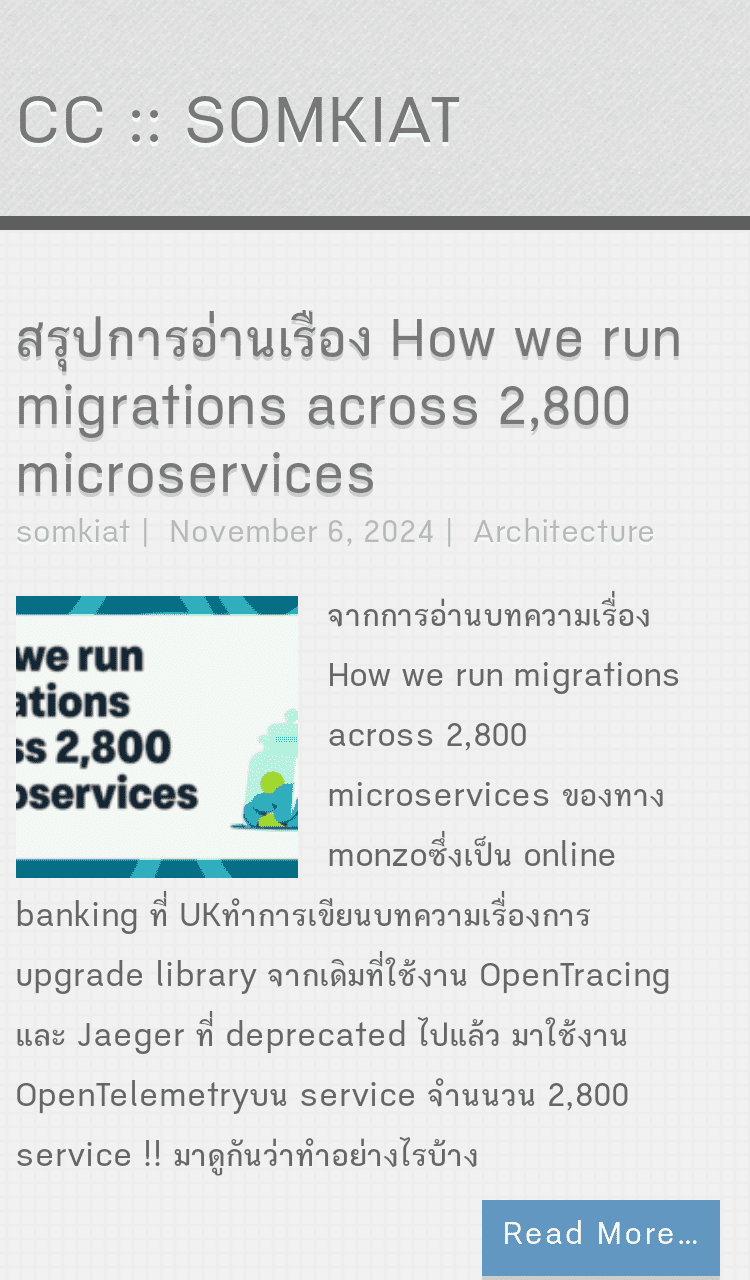 CC :: SOMKIAT
สรุปการอ่านเรื่อง How we run
migrations across 2,800
microservices
somkiat | November 6, 2024 | Architecture
we run
ations
ss 2,800
oservices
จากการอ่านบทความเรื่อง
How we run migrations
across 2,800
microservices ของทาง
monzoซึ่งเป็น online
banking ที่ UKทำการเขียนบทความเรื่องการ
upgrade library จากเดิมที่ใช้งาน OpenTracing
และ Jaeger ที่ deprecated ไปแล้ว มาใช้งาน
OpenTelemetryบน service จำนนวน 2,800
service !! มาดูกันว่าทำอย่างไรบ้าง
Read More...